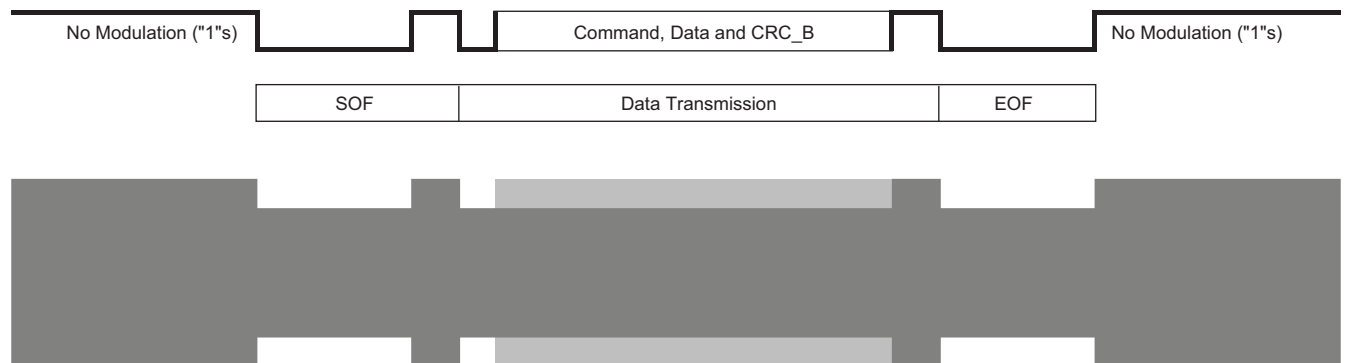 No Modulation ("1"s)
Command, Data and CRC_B
No Modulation ("1"s)
SOF
Data Transmission
EOF